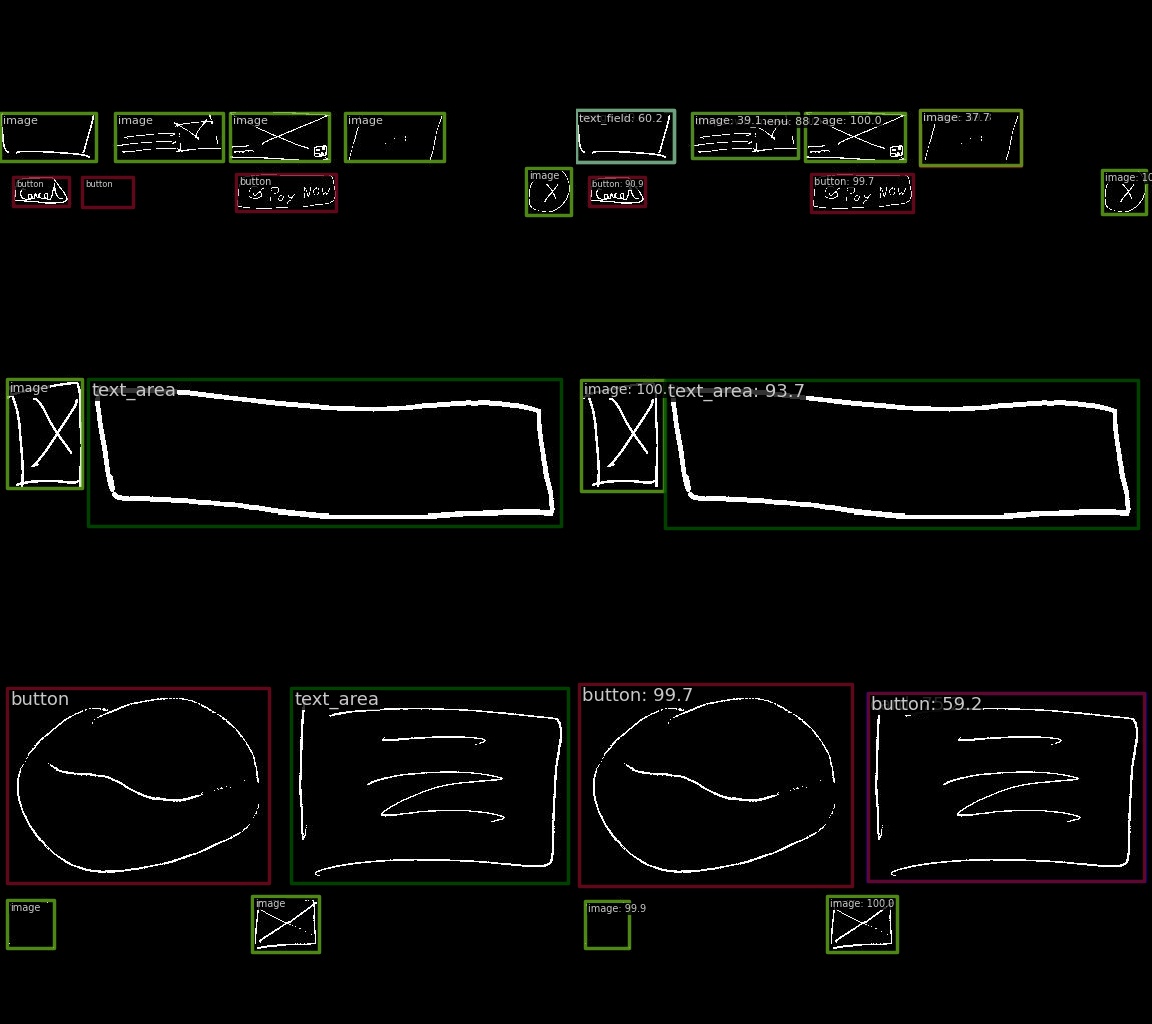 image image image image text_field: 60.2 image: 39.1 menu: 88.2 image: 100.0 image: 37.7
button button button image button: 90.9 button: 99.7 image: 10
Cancel Pay Now X Cancel Pay Now X
image text_area image: 100. text_area: 93.7
button text_area button: 99.7 button: 59.2
image image image: 99.9 image: 100.0